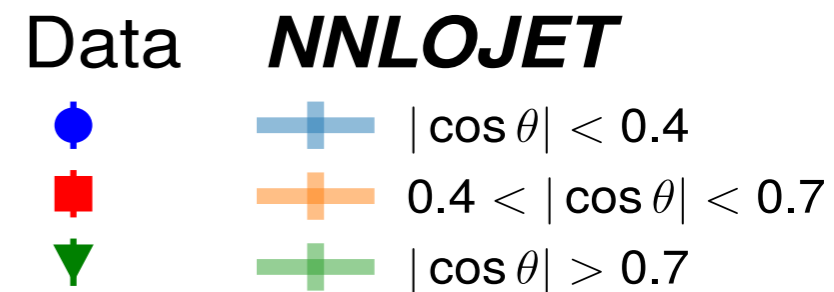 Data NNLOJET
| cos θ| < 0.4
0.4 < | cos θ| < 0.7
| cos θ| > 0.7